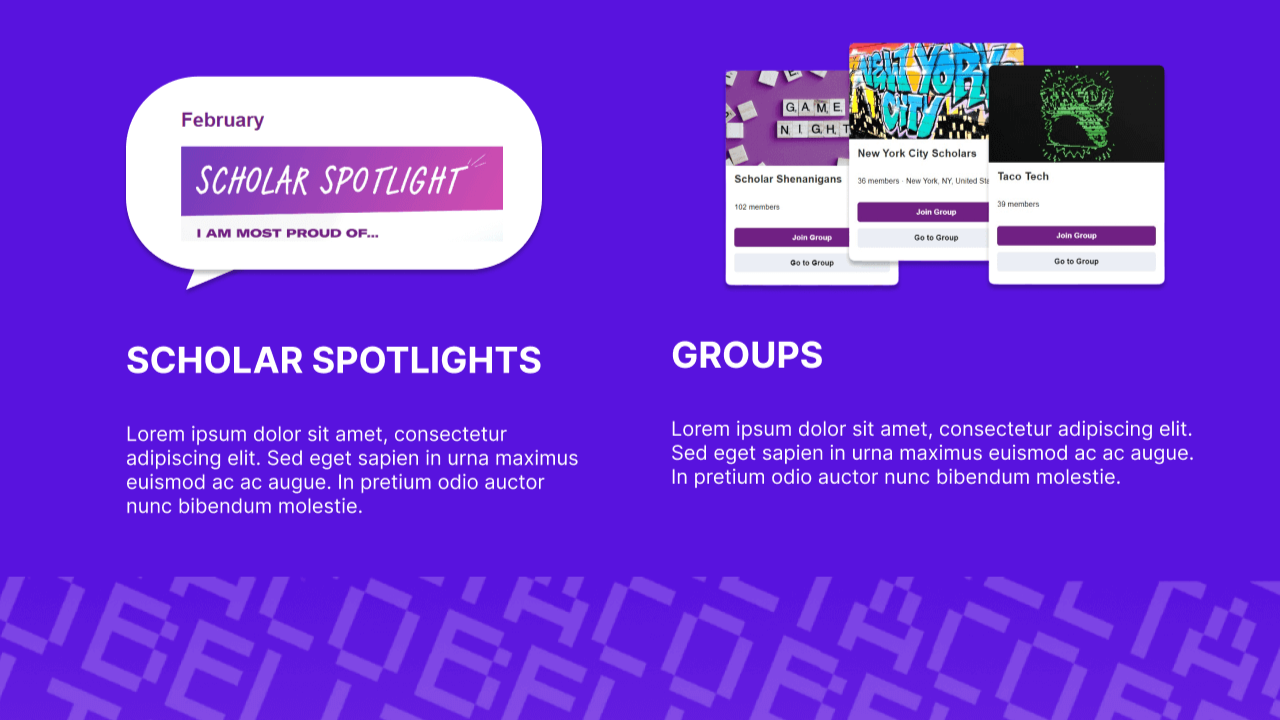 February
SCHOLAR SPOTLIGHT
I AM MOST PROUD OF...
SCHOLAR SPOTLIGHTS
Lorem ipsum dolor sit amet, consectetur
adipiscing elit. Sed eget sapien in urna maximus
euismod ac ac augue. In pretium odio auctor
nunc bibendum molestie.
GAME
NIGHT
Scholar Shenanigans
102 members
Join Group
Go to Group
NEW YORK
CITY
New York City Scholars
36 members · New York, NY, United Sta
Join Group
Go to Group
Taco Tech
39 members
Join Group
Go to Group
GROUPS
Lorem ipsum dolor sit amet, consectetur adipiscing elit.
Sed eget sapien in urna maximus euismod ac ac augue.
In pretium odio auctor nunc bibendum molestie.